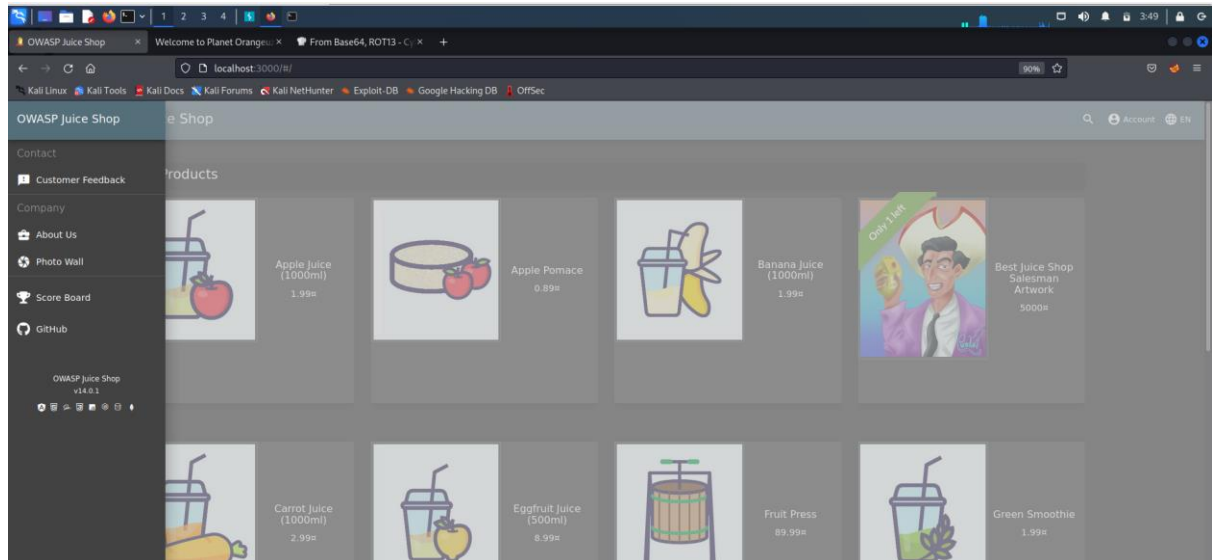 1 2 3 4
3:49
OWASP Juice Shop
From Base64, ROT13 - Cy
localhost:3000/#/
90%
Kali Linux Kali Tools Kali Docs Kali Forums Kali NetHunter Exploit-DB Google Hacking DB OffSec
OWASP Juice Shop
e Shop
Account EN
Contact
Customer Feedback
Company
About Us
Photo Wall
Score Board
GitHub
OWASP Juice Shop
v14.0.1
Products
Apple Juice
(1000ml)
1.99¤
Apple Pomace
0.89¤
Banana Juice
(1000ml)
1.99¤
Only 1 left
Best Juice Shop
Salesman
Artwork
5000¤
Carrot Juice
(1000ml)
2.99¤
Eggfruit Juice
(500ml)
8.99¤
Fruit Press
89.99¤
Green Smoothie
1.99¤